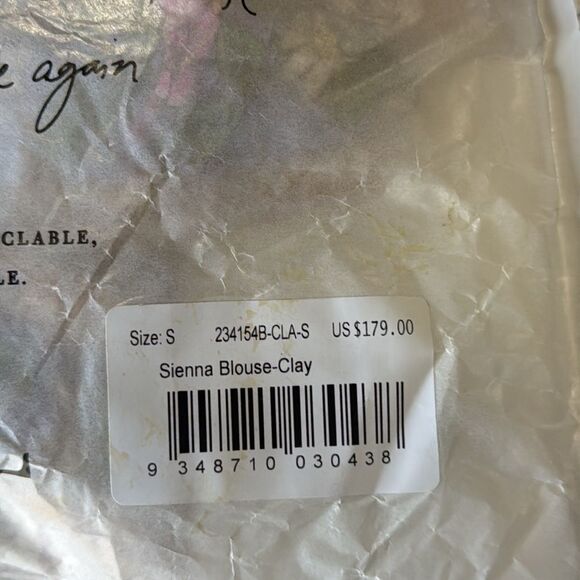 again
CLABLE,
LE.
Size: S 234154B-CLA-S US $179.00
Sienna Blouse-Clay
9 348710 030438